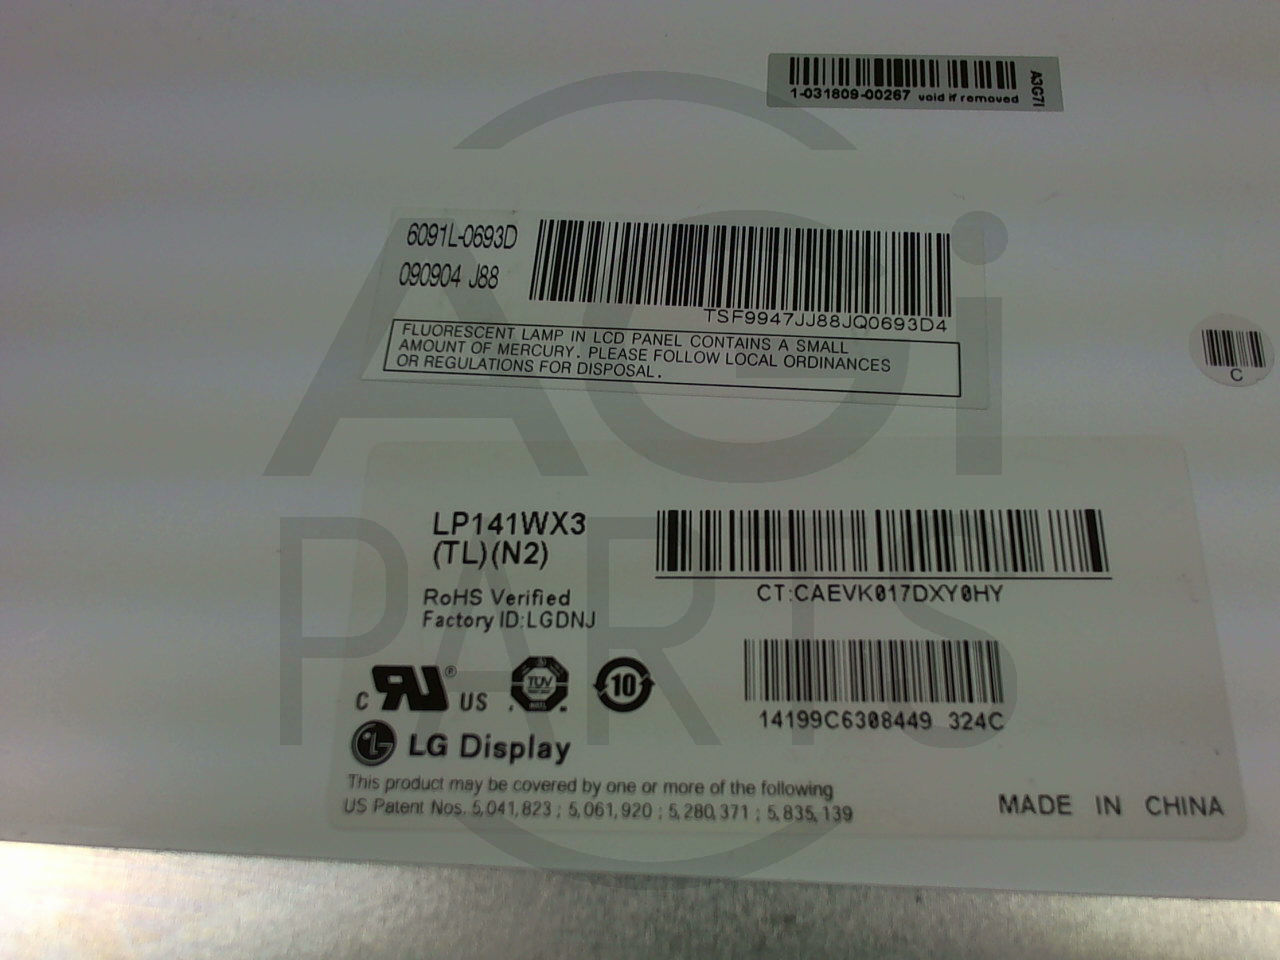 1-031809-00267 void if removed
A3G7I
6091L-0693D
090904 J88
TSF9947JJ88JQ0693D4
FLUORESCENT LAMP IN LCD PANEL CONTAINS A SMALL
AMOUNT OF MERCURY. PLEASE FOLLOW LOCAL ORDINANCES
OR REGULATIONS FOR DISPOSAL.
C
AGi
PARTS
LP141WX3
(TL)(N2)
CT:CAEVK017DXY0HY
RoHS Verified
Factory ID:LGDNJ
C RU ® US
TUV
10
14199C6308449 324C
LG Display
This product may be covered by one or more of the following
US Patent Nos. 5,041,823 ; 5,061,920 ; 5,280,371 ; 5,835,139
MADE IN CHINA